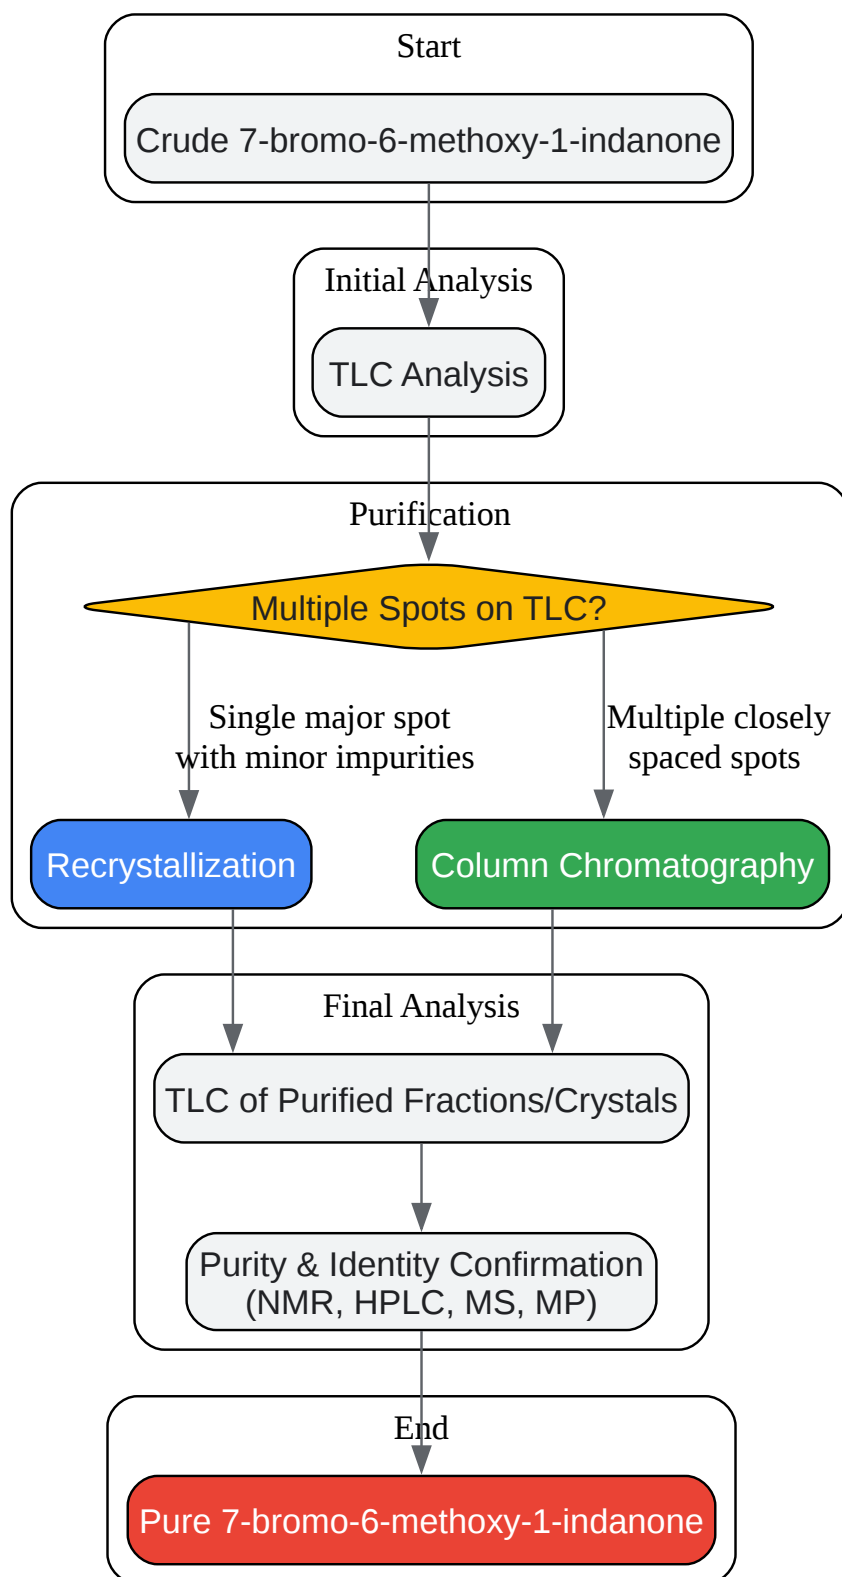 Start
Crude 7-bromo-6-methoxy-1-indanone
Initial Analysis
TLC Analysis
Purification
Multiple Spots on TLC?
Single major spot
with minor impurities
Multiple closely
spaced spots
Recrystallization
Column Chromatography
Final Analysis
TLC of Purified Fractions/Crystals
Purity & Identity Confirmation
(NMR, HPLC, MS, MP)
End
Pure 7-bromo-6-methoxy-1-indanone